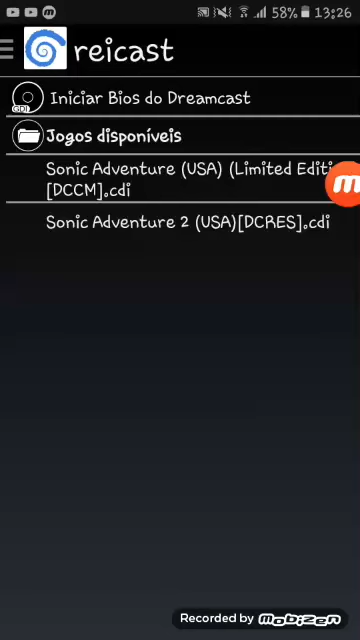 58% 13:26
reicast
Iniciar Bios do Dreamcast
GDI
Jogos disponíveis
Sonic Adventure (USA) (Limited Editi
[DCCM].cdi
Sonic Adventure 2 (USA)[DCRES].cdi
Recorded by mobizen